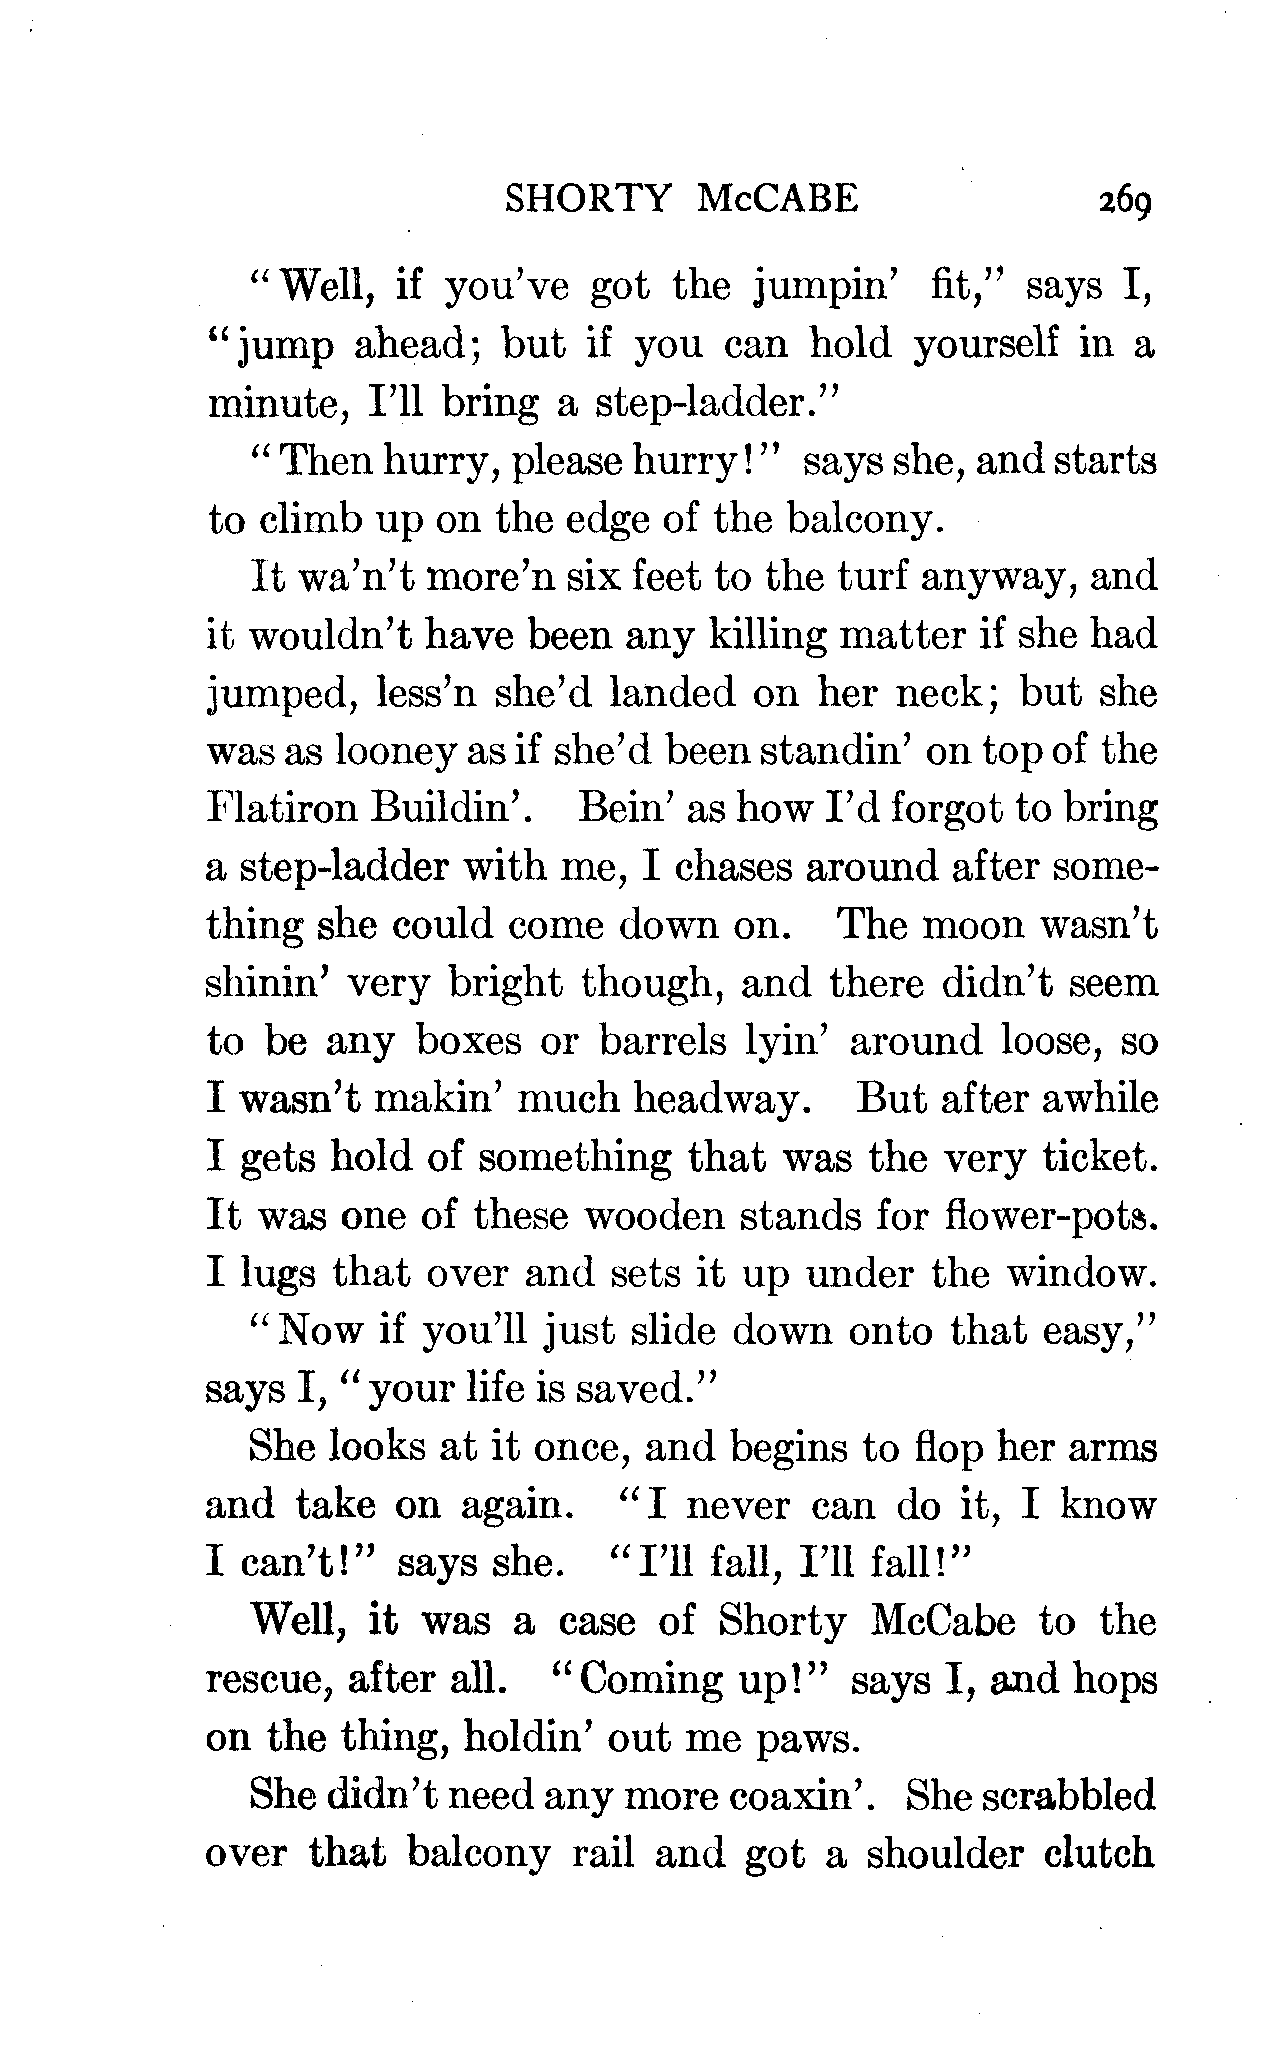 SHORTY McCABE 269
"Well, if you've got the jumpin' fit," says I,
"jump ahead; but if you can hold yourself in a
minute, I'll bring a step-ladder."
"Then hurry, please hurry!" says she, and starts
to climb up on the edge of the balcony.
It wa'n't more'n six feet to the turf anyway, and
it wouldn't have been any killing matter if she had
jumped, less'n she'd landed on her neck; but she
was as looney as if she'd been standin' on top of the
Flatiron Buildin'. Bein' as how I'd forgot to bring
a step-ladder with me, I chases around after some-
thing she could come down on. The moon wasn't
shinin' very bright though, and there didn't seem
to be any boxes or barrels lyin' around loose, so
I wasn't makin' much headway. But after awhile
I gets hold of something that was the very ticket.
It was one of these wooden stands for flower-pots.
I lugs that over and sets it up under the window.
"Now if you'll just slide down onto that easy,"
says I, "your life is saved."
She looks at it once, and begins to flop her arms
and take on again. "I never can do it, I know
I can't!" says she. "I'll fall, I'll fall!"
Well, it was a case of Shorty McCabe to the
rescue, after all. "Coming up!" says I, and hops
on the thing, holdin' out me paws.
She didn't need any more coaxin'. She scrabbled
over that balcony rail and got a shoulder clutch